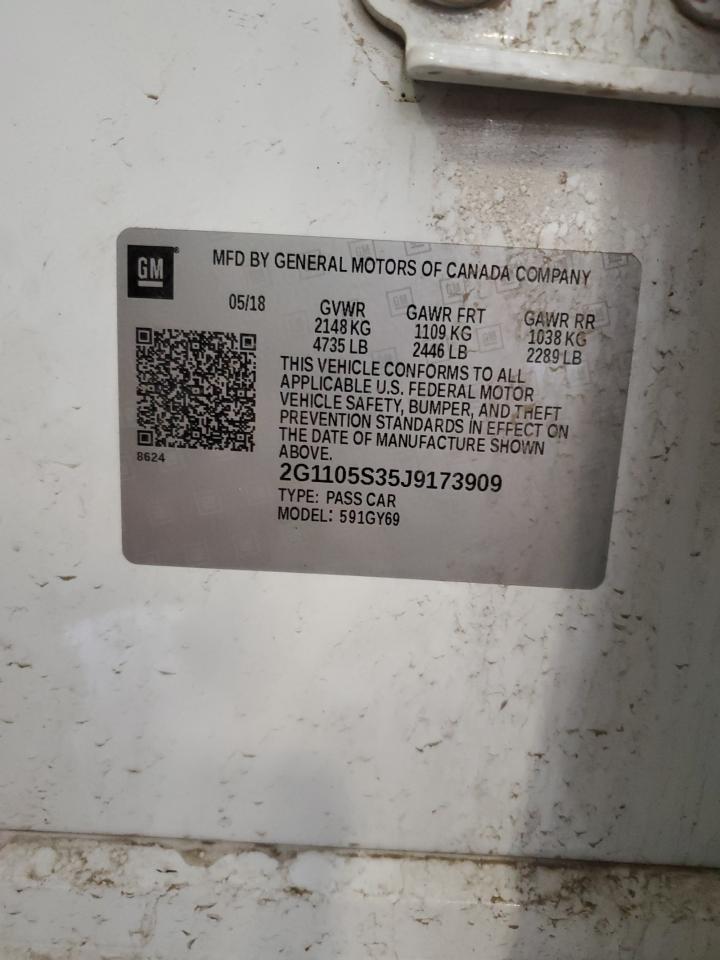 GM
MFD BY GENERAL MOTORS OF CANADA COMPANY
05/18 GVWR GAWR FRT GAWR RR
2148 KG 1109 KG 1038 KG
4735 LB 2446 LB 2289 LB
THIS VEHICLE CONFORMS TO ALL
APPLICABLE U.S. FEDERAL MOTOR
VEHICLE SAFETY, BUMPER, AND THEFT
PREVENTION STANDARDS IN EFFECT ON
THE DATE OF MANUFACTURE SHOWN
ABOVE.
8624
2G1105S35J9173909
TYPE: PASS CAR
MODEL: 591GY69